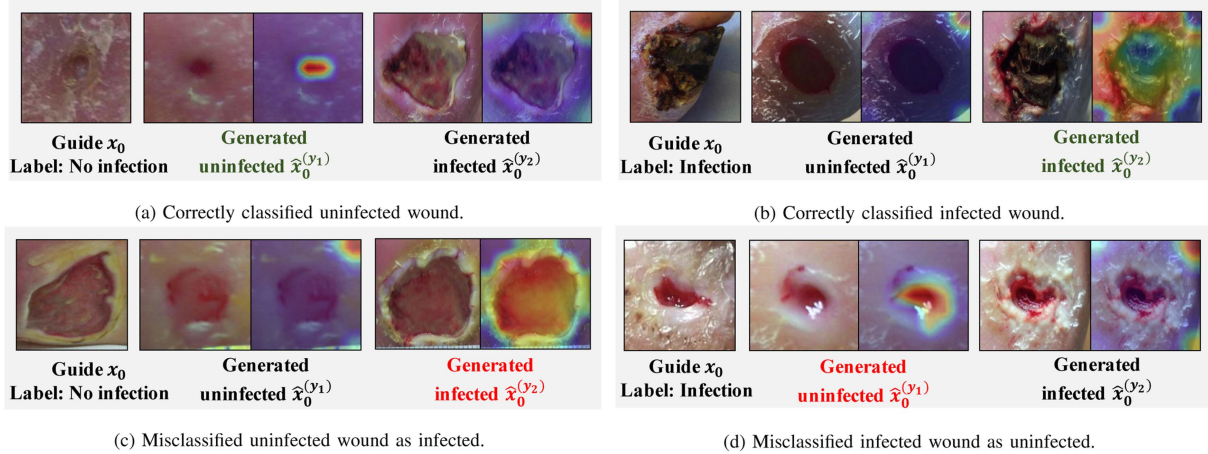 Guide x₀
Label: No infection
Generated
uninfected x̂₀^(y₁)
Generated
infected x̂₀^(y₂)
Guide x₀
Label: Infection
Generated
uninfected x̂₀^(y₁)
Generated
infected x̂₀^(y₂)
(a) Correctly classified uninfected wound.
(b) Correctly classified infected wound.
Guide x₀
Label: No infection
Generated
uninfected x̂₀^(y₁)
Generated
infected x̂₀^(y₂)
Guide x₀
Label: Infection
Generated
uninfected x̂₀^(y₁)
Generated
infected x̂₀^(y₂)
(c) Misclassified uninfected wound as infected.
(d) Misclassified infected wound as uninfected.